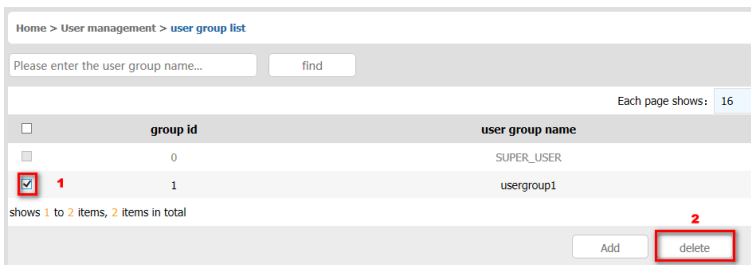 Home > User management > user group list
Please enter the user group name... find
Each page shows: 16
group id user group name
0 SUPER_USER
1 1 usergroup1
shows 1 to 2 items, 2 items in total
2
Add delete